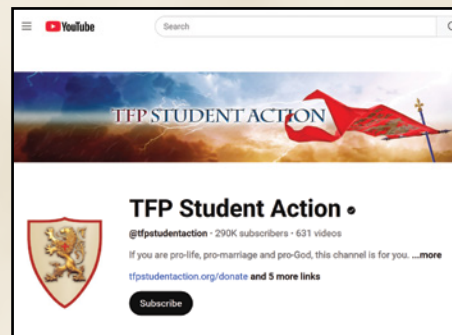 YouTube
Search
TFP STUDENT ACTION
TFP Student Action
@tfpstudentaction · 290K subscribers · 631 videos
If you are pro-life, pro-marriage and pro-God, this channel is for you. ...more
tfpstudentaction.org/donate and 5 more links
Subscribe